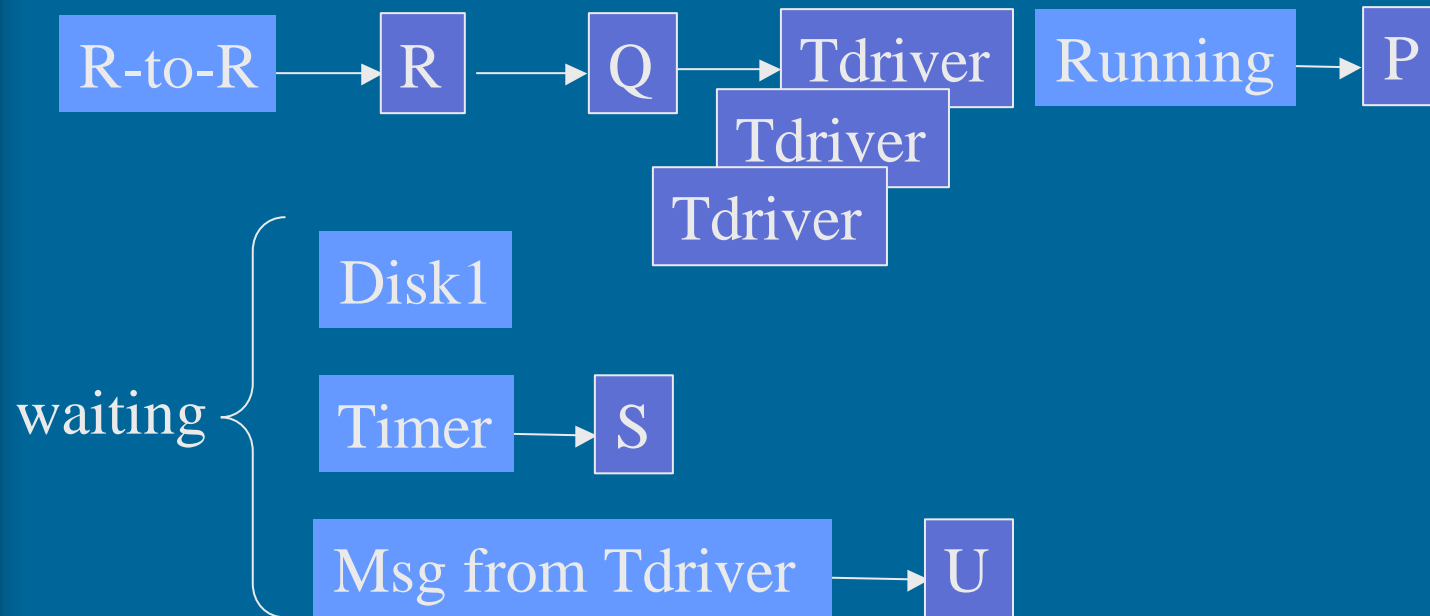 R-to-R R Q Tdriver Running P
Tdriver
Tdriver
Disk1
waiting Timer S
Msg from Tdriver U